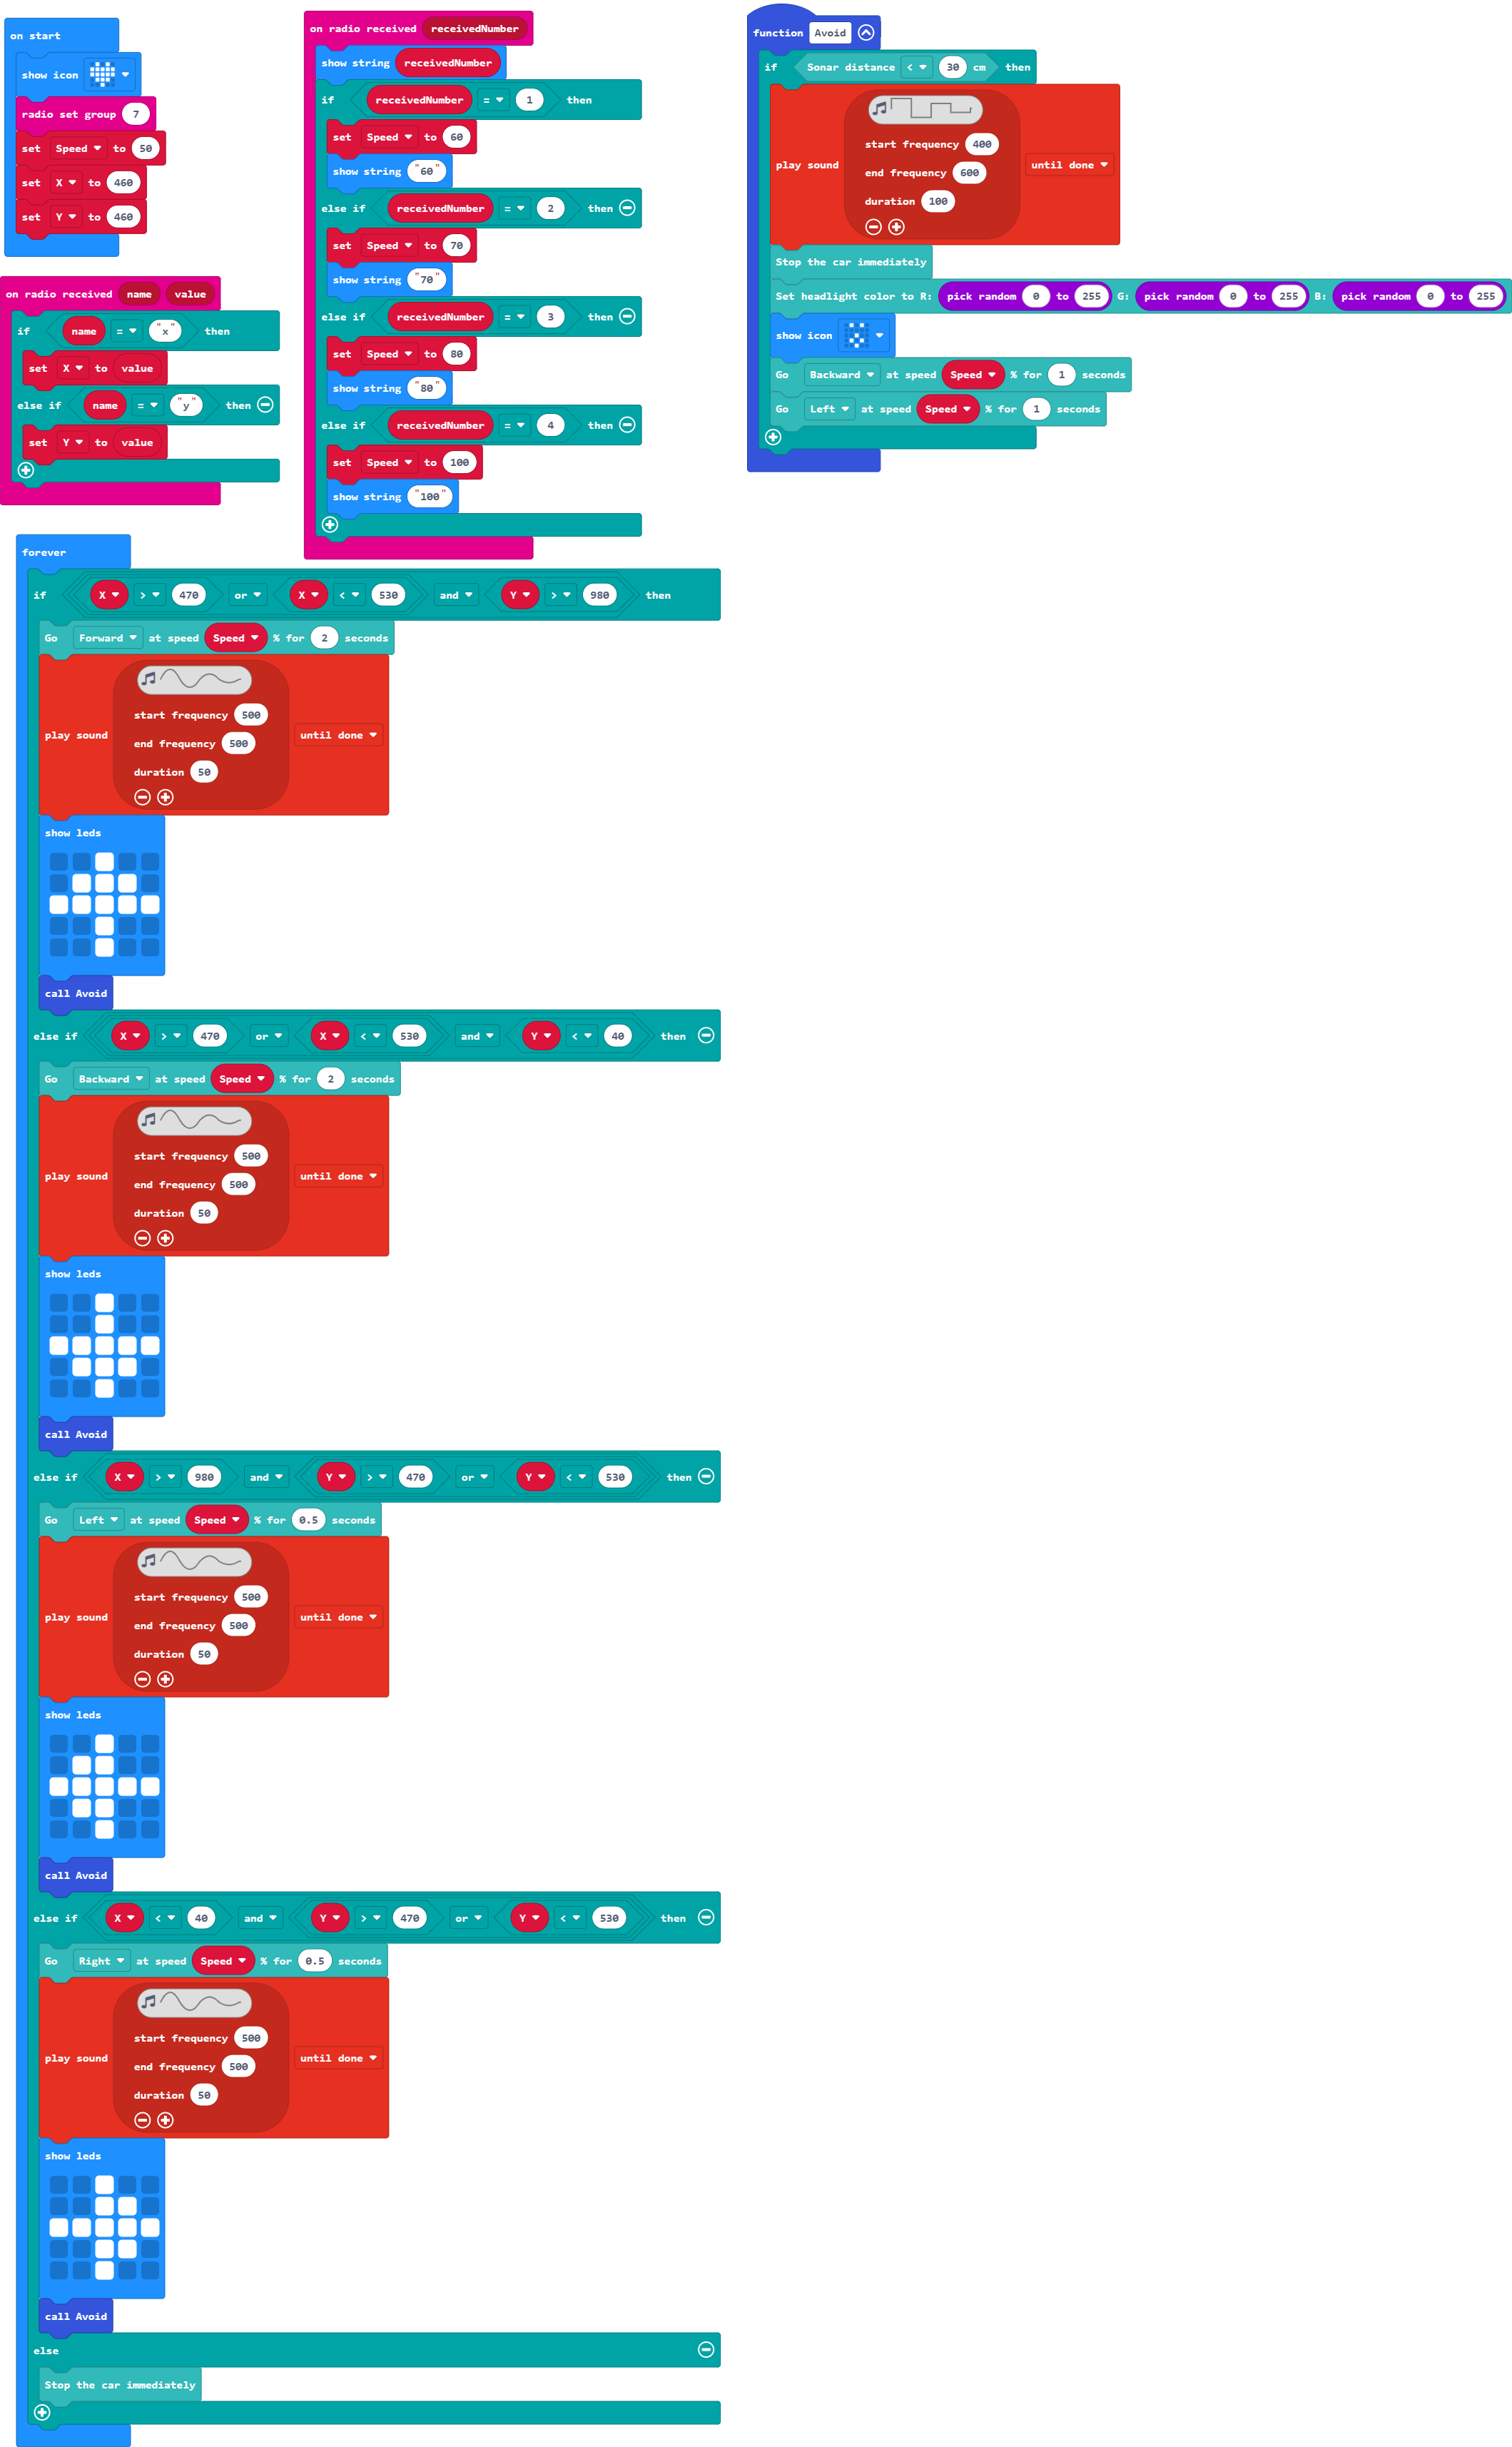 on start
show icon
radio set group 7
set Speed to 50
set X to 460
set Y to 460
on radio received name value
if name = "x" then
set X to value
else if name = "y" then
set Y to value
on radio received receivedNumber
show string receivedNumber
if receivedNumber = 1 then
set Speed to 60
show string "60"
else if receivedNumber = 2 then
set Speed to 70
show string "70"
else if receivedNumber = 3 then
set Speed to 80
show string "80"
else if receivedNumber = 4 then
set Speed to 100
show string "100"
function Avoid
if Sonar distance < 30 cm then
start frequency 400
end frequency 600
play sound until done
duration 100
Stop the car immediately
Set headlight color to R: pick random 0 to 255 G: pick random 0 to 255 B: pick random 0 to 255
show icon
Go Backward at speed Speed % for 1 seconds
Go Left at speed Speed % for 1 seconds
forever
if X > 470 or X < 530 and Y > 980 then
Go Forward at speed Speed % for 2 seconds
start frequency 500
play sound until done
end frequency 500
duration 50
show leds
call Avoid
else if X > 470 or X < 530 and Y < 40 then
Go Backward at speed Speed % for 2 seconds
start frequency 500
play sound until done
end frequency 500
duration 50
show leds
call Avoid
else if X > 980 and Y > 470 or Y < 530 then
Go Left at speed Speed % for 0.5 seconds
start frequency 500
play sound until done
end frequency 500
duration 50
show leds
call Avoid
else if X < 40 and Y > 470 or Y < 530 then
Go Right at speed Speed % for 0.5 seconds
start frequency 500
play sound until done
end frequency 500
duration 50
show leds
call Avoid
else
Stop the car immediately